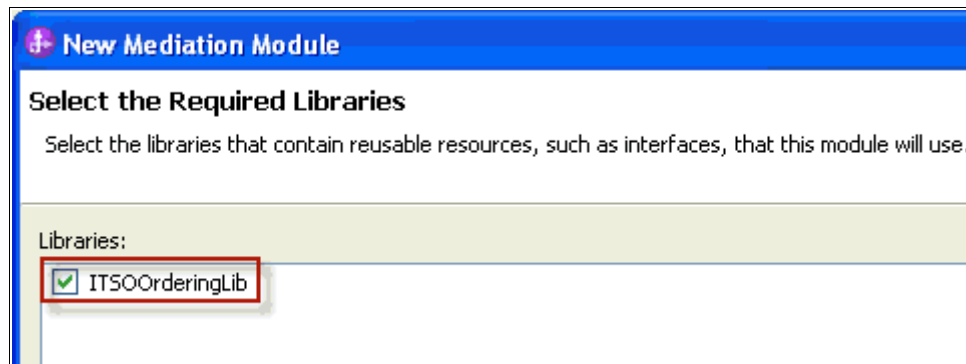 New Mediation Module
Select the Required Libraries
Select the libraries that contain reusable resources, such as interfaces, that this module will use.
Libraries:
ITSOOrderingLib